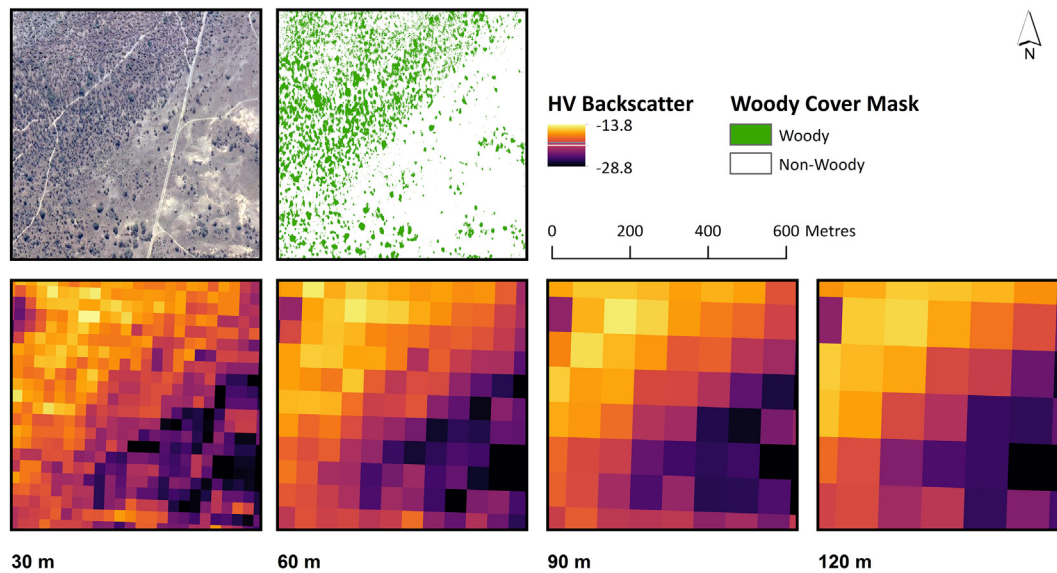 N
HV Backscatter
-13.8
-28.8
Woody Cover Mask
Woody
Non-Woody
0 200 400 600 Metres
30 m
60 m
90 m
120 m